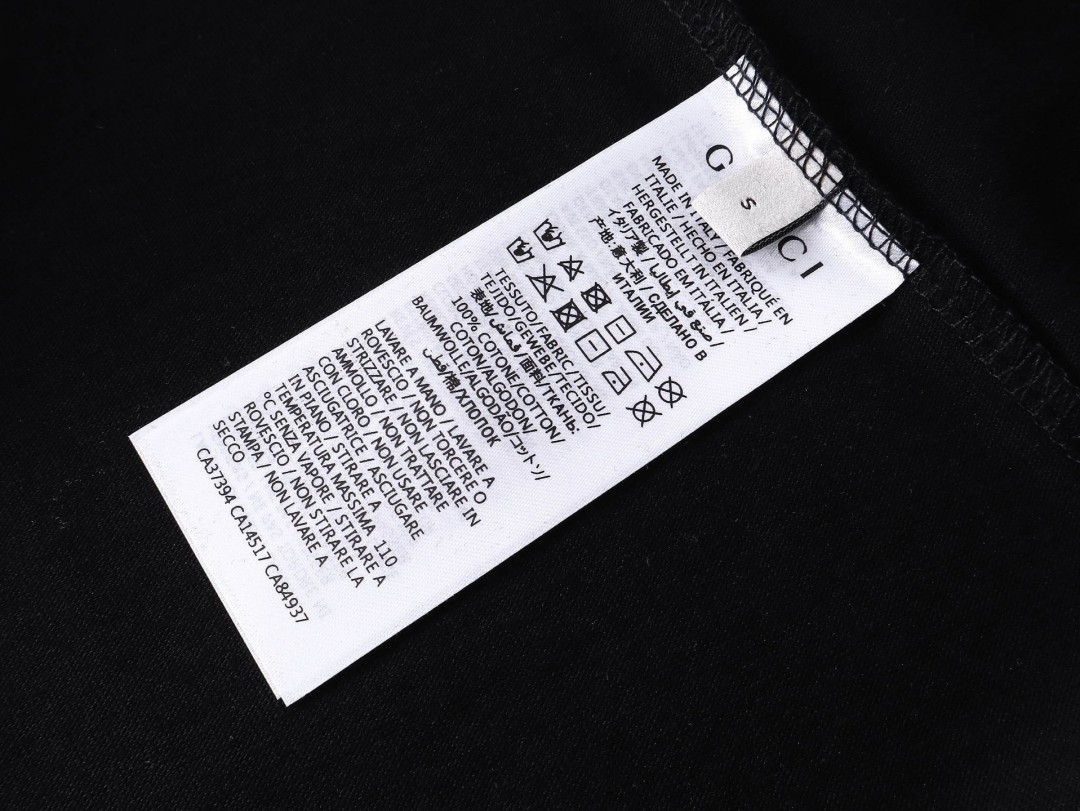 G CI
S
MADE IN ITALY / FABRIQUÉ EN
ITALIE / HECHO EN ITALIA /
HERGESTELLT IN ITALIEN /
FABRICADO EM ITALIA /
イタリア製 / صنع في إيطاليا /
产地: 意大利 / СДЕЛАНО В
ИТАЛИИ
TESSUTO/FABRIC/TISSU/
TEJIDO/GEWEBE/TECIDO/
表地/قماش/面料/ТКАНЬ:
100% COTONE/COTTON/
COTON/ALGODON/
BAUMWOLLE/ALGODAO/コットン/
قطن/棉/ХЛОПОК
LAVARE A MANO / LAVARE A
ROVESCIO / NON TORCERE O
STRIZZARE / NON LASCIARE IN
AMMOLLO / NON TRATTARE
CON CLORO / NON USARE
ASCIUGATRICE / ASCIUGARE
IN PIANO / STIRARE A
TEMPERATURA MASSIMA 110
°C SENZA VAPORE / STIRARE A
ROVESCIO / NON STIRARE LA
STAMPA / NON LAVARE A
SECCO
CA37394 CA14517 CA84937